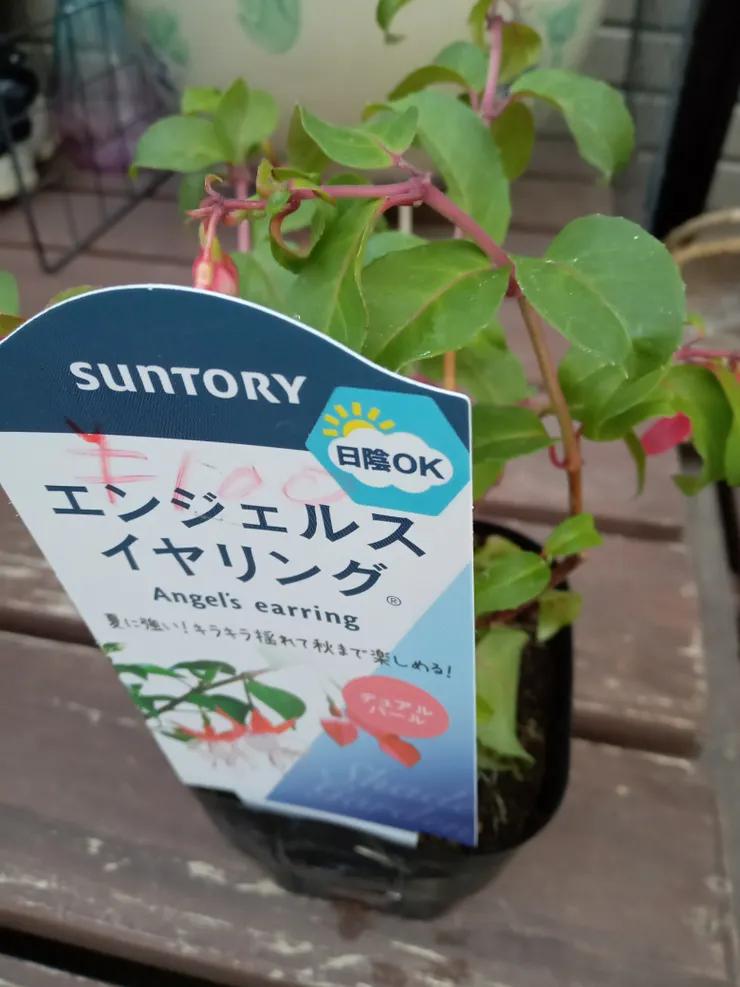 SUNTORY
日陰OK
¥100
エンジェルス
イヤリング®
Angel's earring
夏に強い!キラキラ揺れて秋まで楽しめる!
デュアル
パール